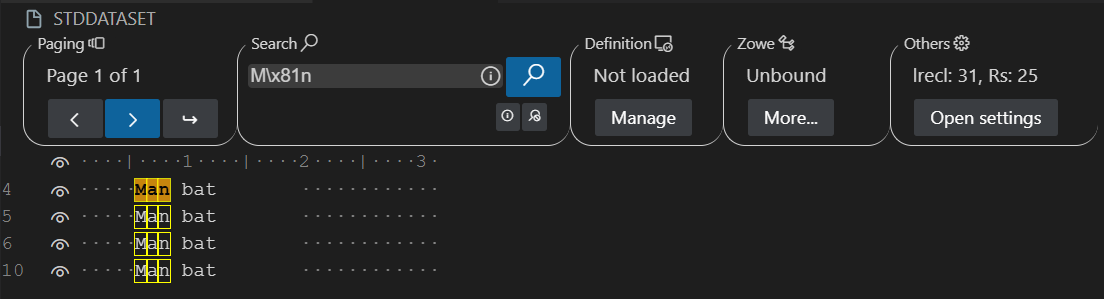 STDDATASET
Paging Search Definition Zowe Others
Page 1 of 1 M\x81n Not loaded Unbound lrecl: 31, Rs: 25
Manage More... Open settings
····|····1····|····2····|····3·
4 ····Man bat ············
5 ····Man bat ············
6 ····Man bat ············
10 ····Man bat ············